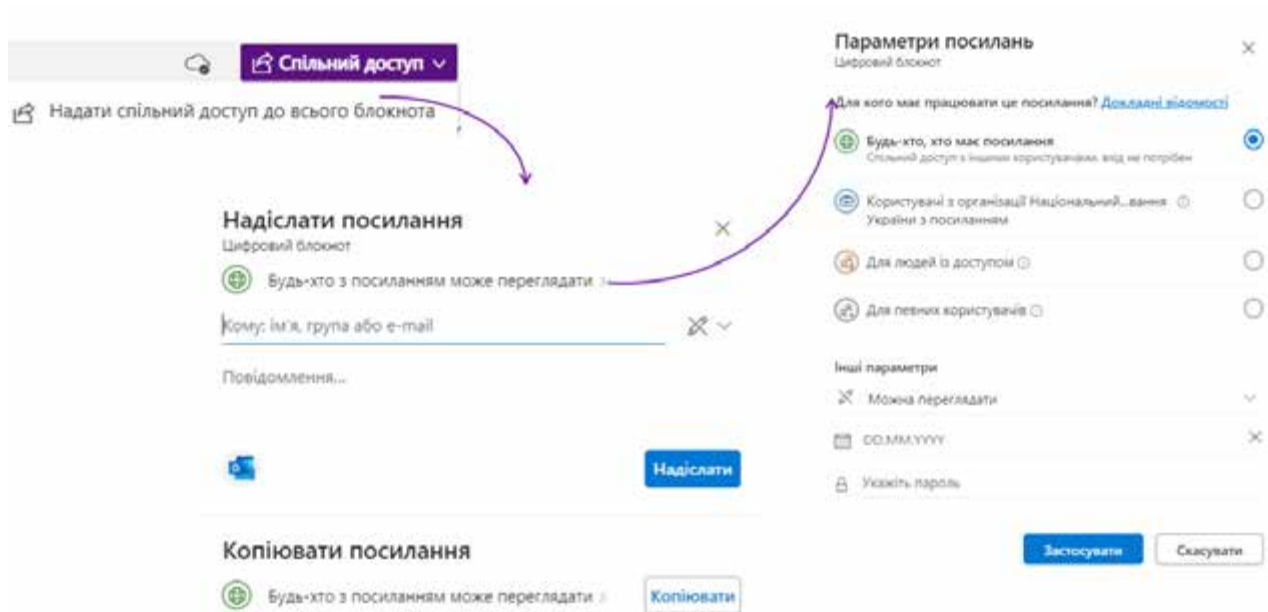 Спільний доступ
Надати спільний доступ до всього блокнота
Надіслати посилання
Цифровий блокнот
Будь-хто з посиланням може переглядати
Кому: ім'я, група або e-mail
Повідомлення...
Надіслати
Копіювати посилання
Будь-хто з посиланням може переглядати
Копіювати
Параметри посилань
Цифровий блокнот
Для кого має працювати це посилання? Докладні відомості
Будь-хто, хто має посилання
Спільний доступ з іншими користувачами, вхід не потрібен
Користувачі з організації Національний...вання
України з посиланням
Для людей із доступом
Для певних користувачів
Інші параметри
Можна переглядати
DD.MM.YYYY
Укажіть пароль
Застосувати
Скасувати